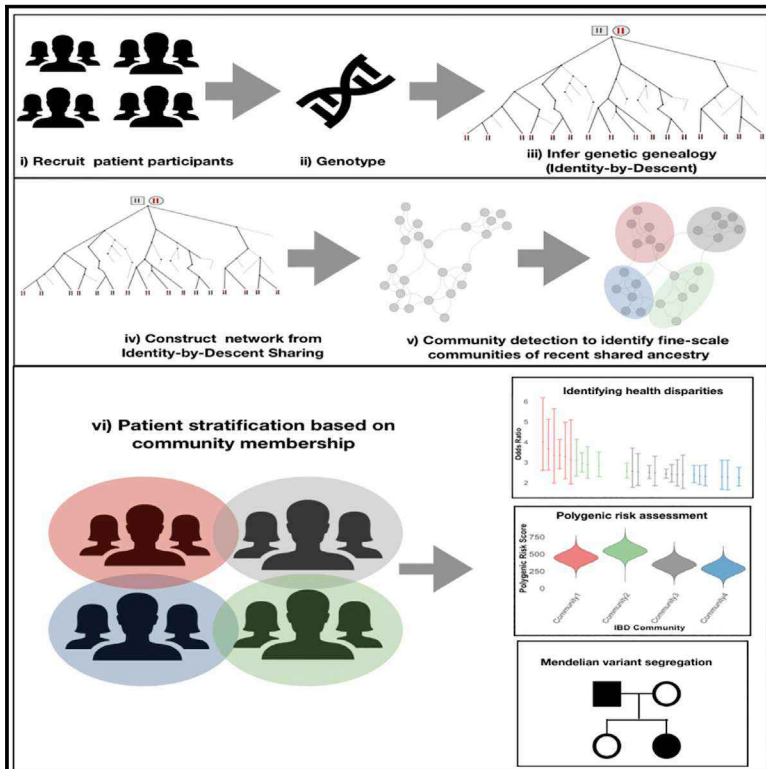 i) Recruit patient participants
ii) Genotype
iii) Infer genetic genealogy
(Identity-by-Descent)
iv) Construct network from
Identity-by-Descent Sharing
v) Community detection to identify fine-scale
communities of recent shared ancestry
vi) Patient stratification based on
community membership
Identifying health disparities
Odds Ratio
6
5
4
3
2
Polygenic risk assessment
Polygenic Risk Score
750
500
250
0
Community1
Community2
Community3
Community4
IBD Community
Mendelian variant segregation